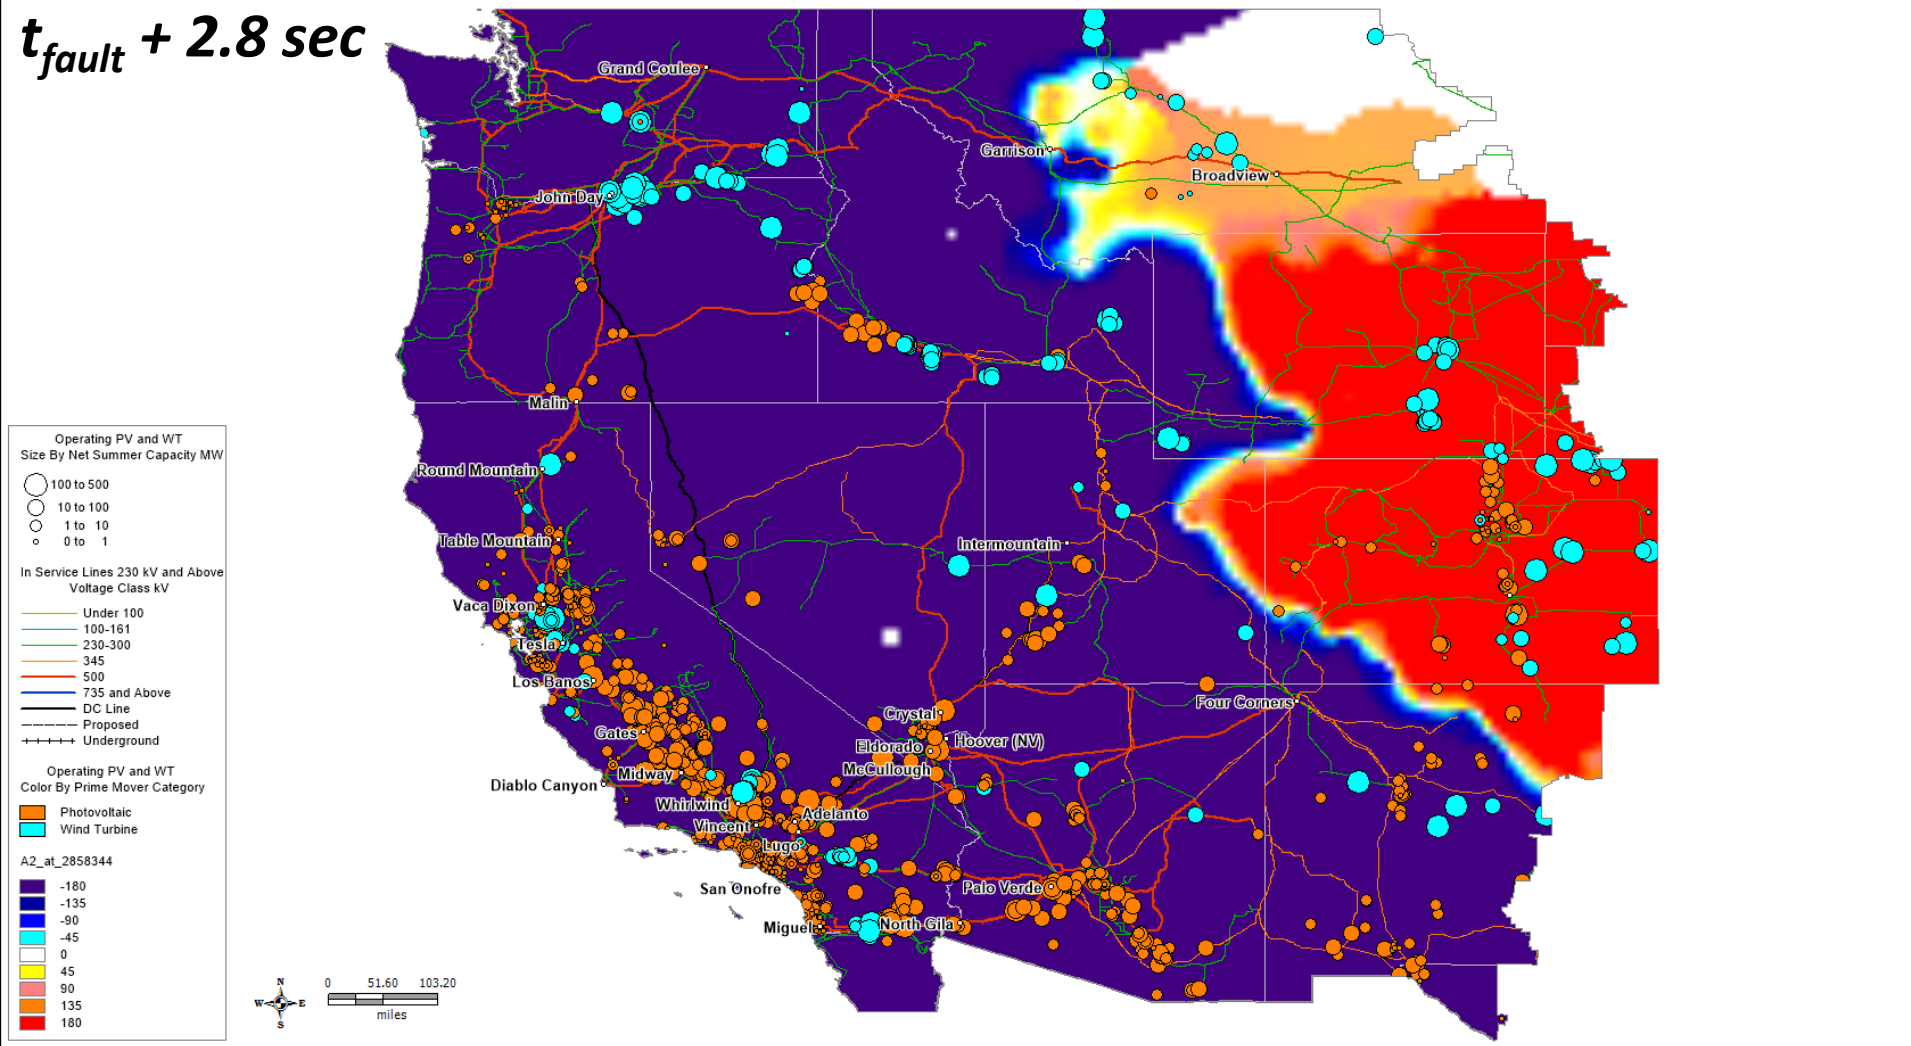 t_fault + 2.8 sec
Grand Coulee
Garrison
Broadview
John Day
Malin
Round Mountain
Table Mountain
Intermountain
Vaca Dixon
Tesla
Los Banos
Four Corners
Crystal
Gates
Hoover (NV)
Eldorado
McCullough
Midway
Diablo Canyon
Whirlwind
Adelanto
Vincent
Lugo
San Onofre
Palo Verde
Miguel
North Gila
Operating PV and WT
Size By Net Summer Capacity MW
100 to 500
10 to 100
1 to 10
0 to 1
In Service Lines 230 kV and Above
Voltage Class kV
Under 100
100-161
230-300
345
500
735 and Above
DC Line
Proposed
Underground
Operating PV and WT
Color By Prime Mover Category
Photovoltaic
Wind Turbine
A2_at_2858344
-180
-135
-90
-45
0
45
90
135
180
N
W E
S
0 51.60 103.20
miles